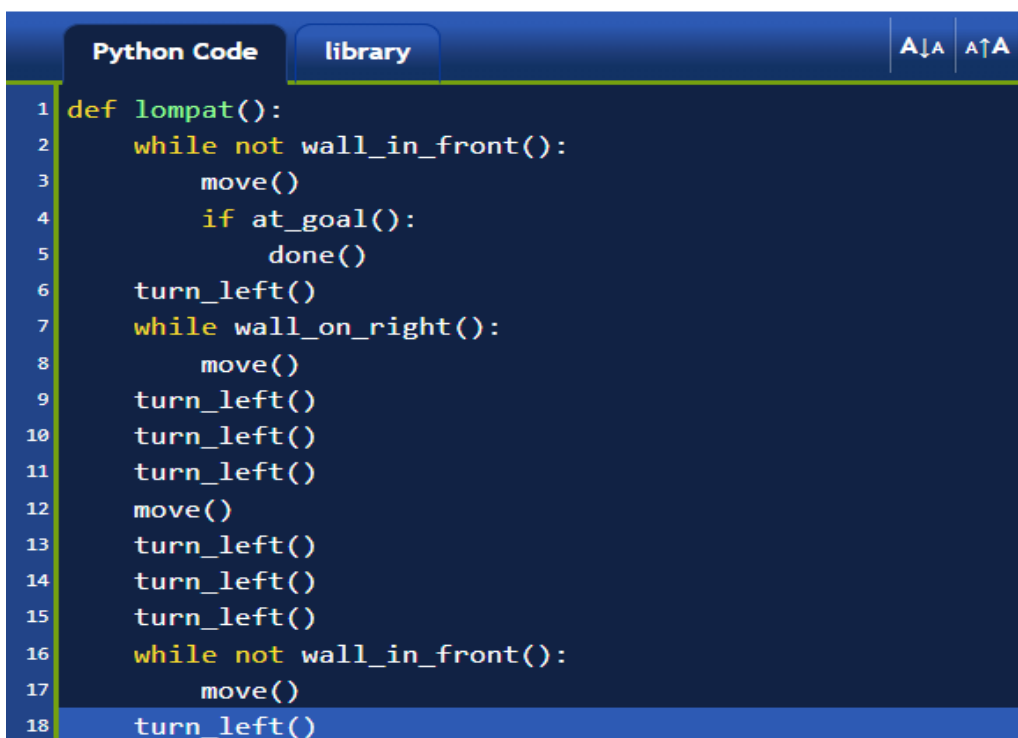 Python Code library A↓A A↑A
1 def lompat():
2     while not wall_in_front():
3         move()
4         if at_goal():
5             done()
6     turn_left()
7     while wall_on_right():
8         move()
9     turn_left()
10     turn_left()
11     turn_left()
12     move()
13     turn_left()
14     turn_left()
15     turn_left()
16     while not wall_in_front():
17         move()
18     turn_left()